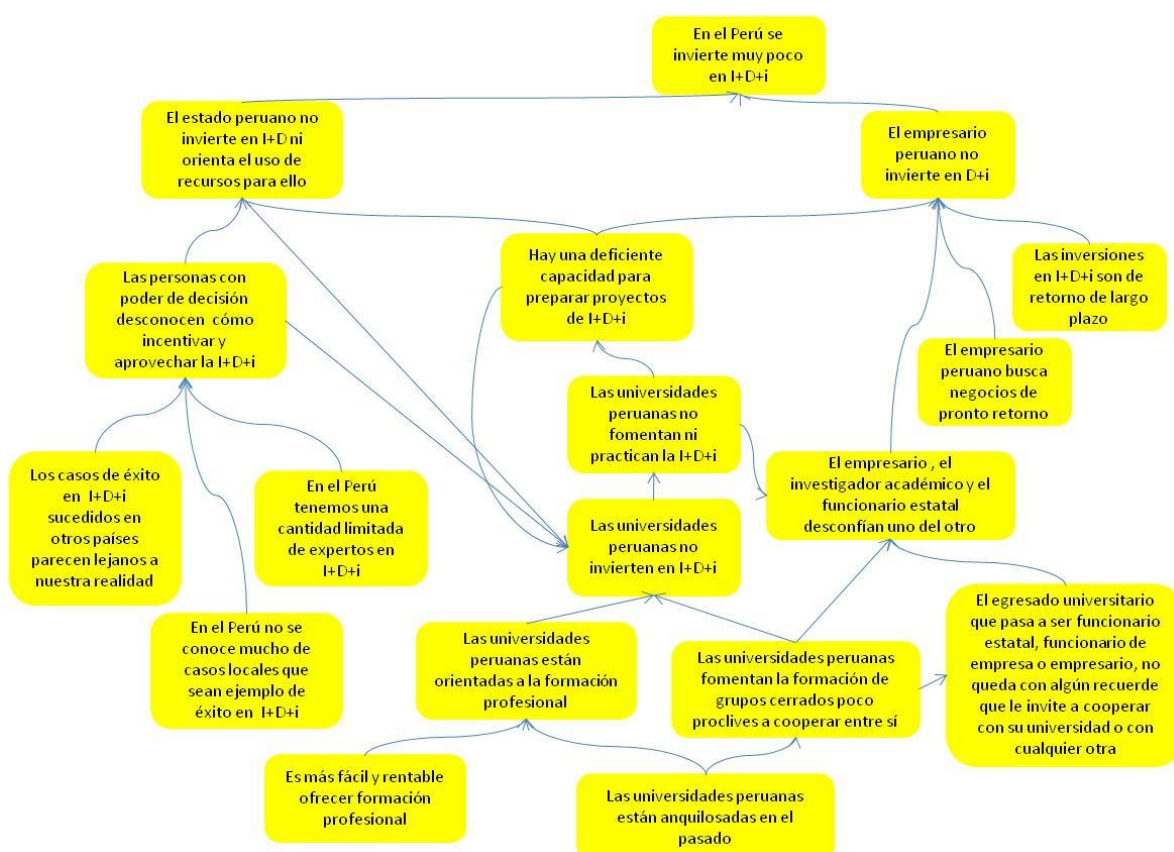 En el Perú se
invierte muy poco
en I+D+i
El estado peruano no
invierte en I+D ni
orienta el uso de
recursos para ello
El empresario
peruano no
invierte en D+i
Las personas con
poder de decisión
desconocen cómo
incentivar y
aprovechar la I+D+i
Hay una deficiente
capacidad para
preparar proyectos
de I+D+i
Las inversiones
en I+D+i son de
retorno de largo
plazo
El empresario
peruano busca
negocios de
pronto retorno
Las universidades
peruanas no
fomentan ni
practican la I+D+i
Los casos de éxito
en I+D+i
sucedidos en
otros países
parecen lejanos a
nuestra realidad
En el Perú
tenemos una
cantidad limitada
de expertos en
I+D+i
El empresario , el
investigador académico y el
funcionario estatal
desconfían uno del otro
Las universidades
peruanas no
invierten en I+D+i
En el Perú no se
conoce mucho de
casos locales que
sean ejemplo de
éxito en I+D+i
Las universidades
peruanas están
orientadas a la formación
profesional
Las universidades peruanas
fomentan la formación de
grupos cerrados poco
proclives a cooperar entre sí
El egresado universitario
que pasa a ser funcionario
estatal, funcionario de
empresa o empresario, no
queda con algún recuerde
que le invite a cooperar
con su universidad o con
cualquier otra
Es más fácil y rentable
ofrecer formación
profesional
Las universidades peruanas
están anquilosadas en el
pasado